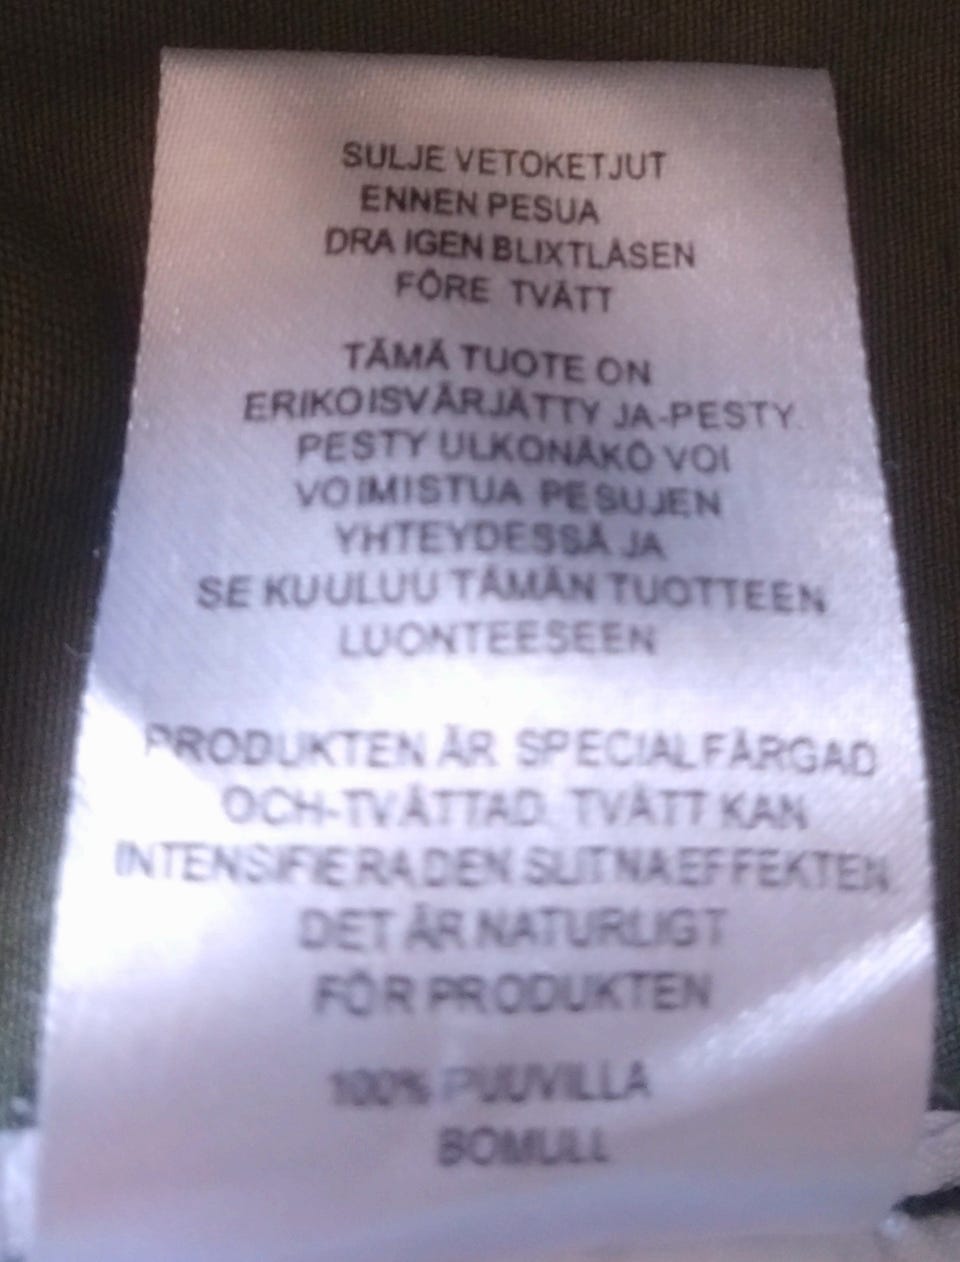 SULJE VETOKETJUT
ENNEN PESUA
DRA IGEN BLIXTLÅSEN
FÖRE TVÄTT
TÄMÄ TUOTE ON
ERIKOISVÄRJÄTTY JA-PESTY.
PESTY ULKONÄKÖ VOI
VOIMISTUA PESUJEN
YHTEYDESSÄ JA
SE KUULUU TÄMÄN TUOTTEEN
LUONTEESEEN
PRODUKTEN ÄR SPECIALFÄRGAD
OCH-TVÄTTAD. TVÄTT KAN
INTENSIFIERA DEN SLITNA EFFEKTEN.
DET ÄR NATURLIGT
FÖR PRODUKTEN
100% PUUVILLA
BOMULL